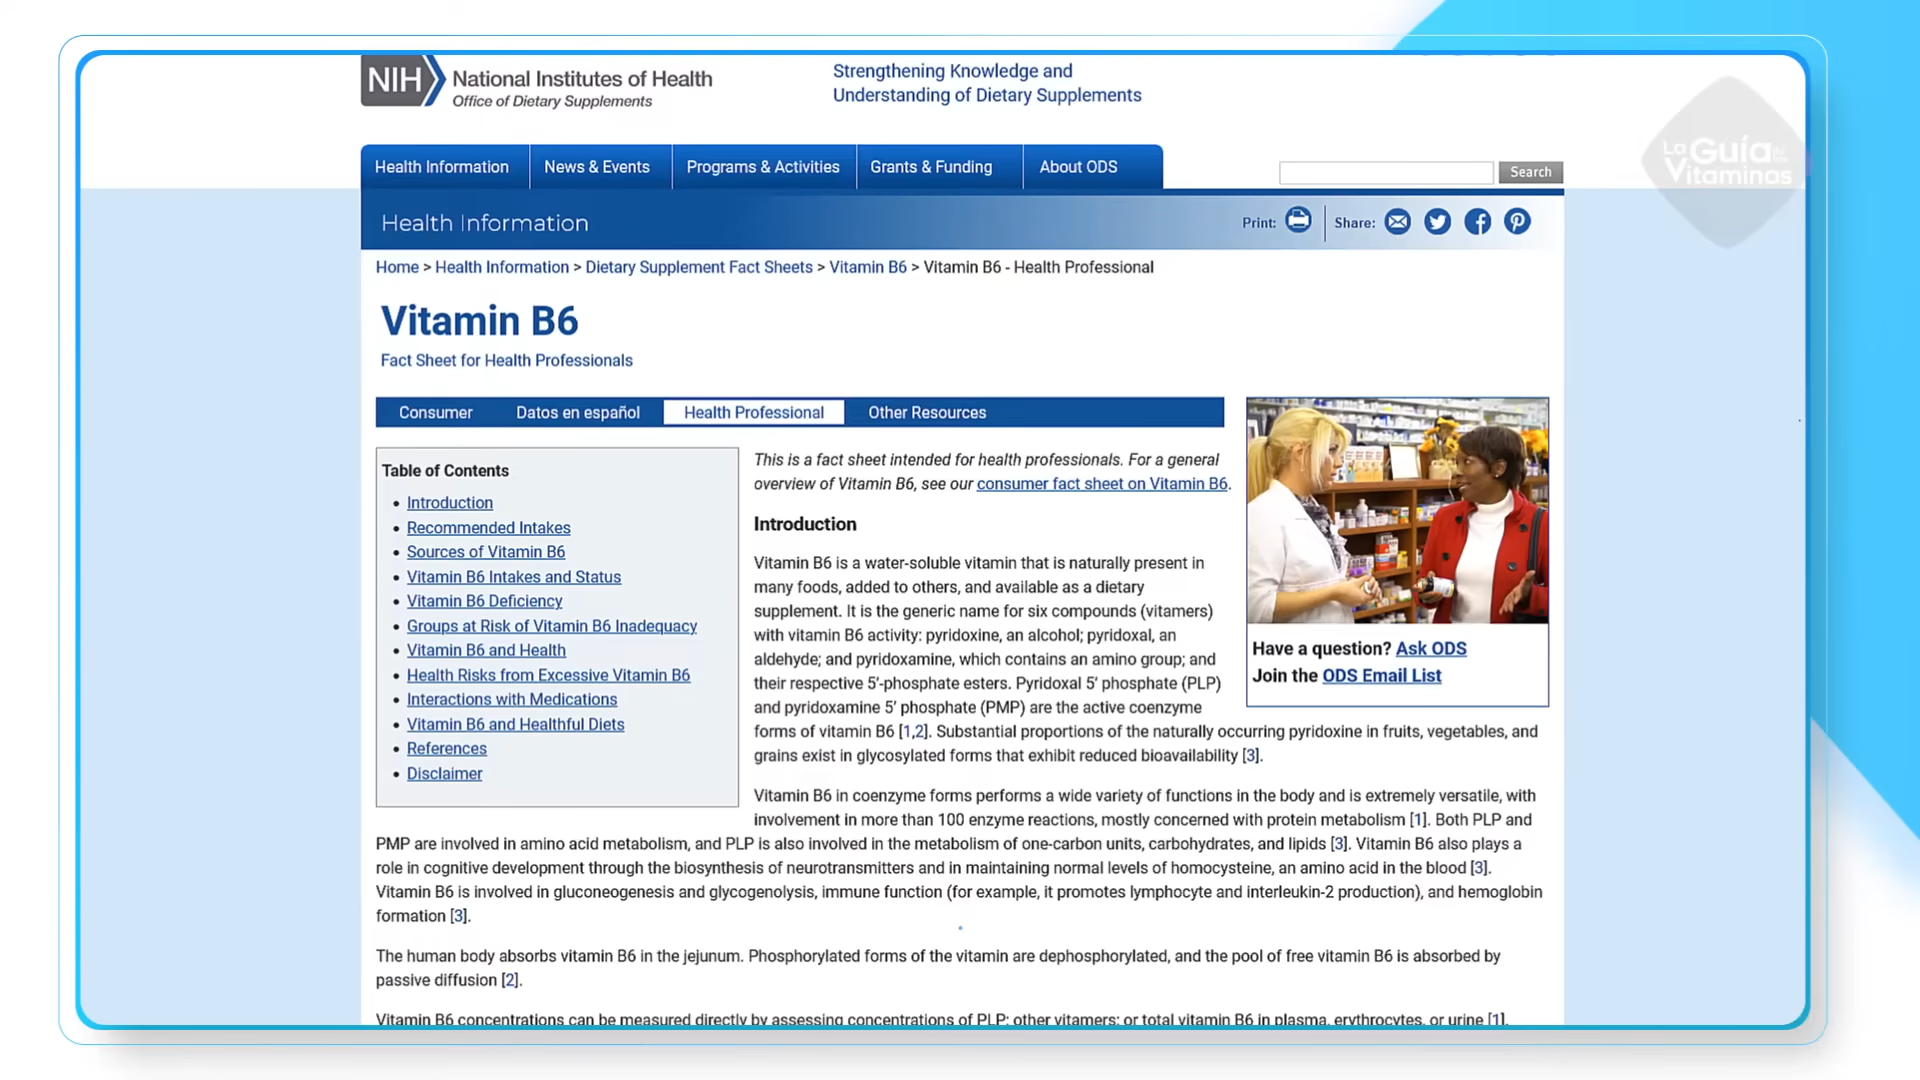 NIH National Institutes of Health
Office of Dietary Supplements
Strengthening Knowledge and
Understanding of Dietary Supplements
La Guía de las
Vitaminas
Health Information
News & Events
Programs & Activities
Grants & Funding
About ODS
Search
Health Information
Print:
Share:
Home > Health Information > Dietary Supplement Fact Sheets > Vitamin B6 > Vitamin B6 - Health Professional
Vitamin B6
Fact Sheet for Health Professionals
Consumer
Datos en español
Health Professional
Other Resources
Table of Contents
• Introduction
• Recommended Intakes
• Sources of Vitamin B6
• Vitamin B6 Intakes and Status
• Vitamin B6 Deficiency
• Groups at Risk of Vitamin B6 Inadequacy
• Vitamin B6 and Health
• Health Risks from Excessive Vitamin B6
• Interactions with Medications
• Vitamin B6 and Healthful Diets
• References
• Disclaimer
This is a fact sheet intended for health professionals. For a general
overview of Vitamin B6, see our consumer fact sheet on Vitamin B6.
Introduction
Vitamin B6 is a water-soluble vitamin that is naturally present in
many foods, added to others, and available as a dietary
supplement. It is the generic name for six compounds (vitamers)
with vitamin B6 activity: pyridoxine, an alcohol; pyridoxal, an
aldehyde; and pyridoxamine, which contains an amino group; and
their respective 5'-phosphate esters. Pyridoxal 5' phosphate (PLP)
and pyridoxamine 5' phosphate (PMP) are the active coenzyme
forms of vitamin B6 [1,2]. Substantial proportions of the naturally occurring pyridoxine in fruits, vegetables, and
grains exist in glycosylated forms that exhibit reduced bioavailability [3].
Have a question? Ask ODS
Join the ODS Email List
Vitamin B6 in coenzyme forms performs a wide variety of functions in the body and is extremely versatile, with
involvement in more than 100 enzyme reactions, mostly concerned with protein metabolism [1]. Both PLP and
PMP are involved in amino acid metabolism, and PLP is also involved in the metabolism of one-carbon units, carbohydrates, and lipids [3]. Vitamin B6 also plays a
role in cognitive development through the biosynthesis of neurotransmitters and in maintaining normal levels of homocysteine, an amino acid in the blood [3].
Vitamin B6 is involved in gluconeogenesis and glycogenolysis, immune function (for example, it promotes lymphocyte and interleukin-2 production), and hemoglobin
formation [3].
The human body absorbs vitamin B6 in the jejunum. Phosphorylated forms of the vitamin are dephosphorylated, and the pool of free vitamin B6 is absorbed by
passive diffusion [2].
Vitamin B6 concentrations can be measured directly by assessing concentrations of PLP; other vitamers; or total vitamin B6 in plasma, erythrocytes, or urine [1].